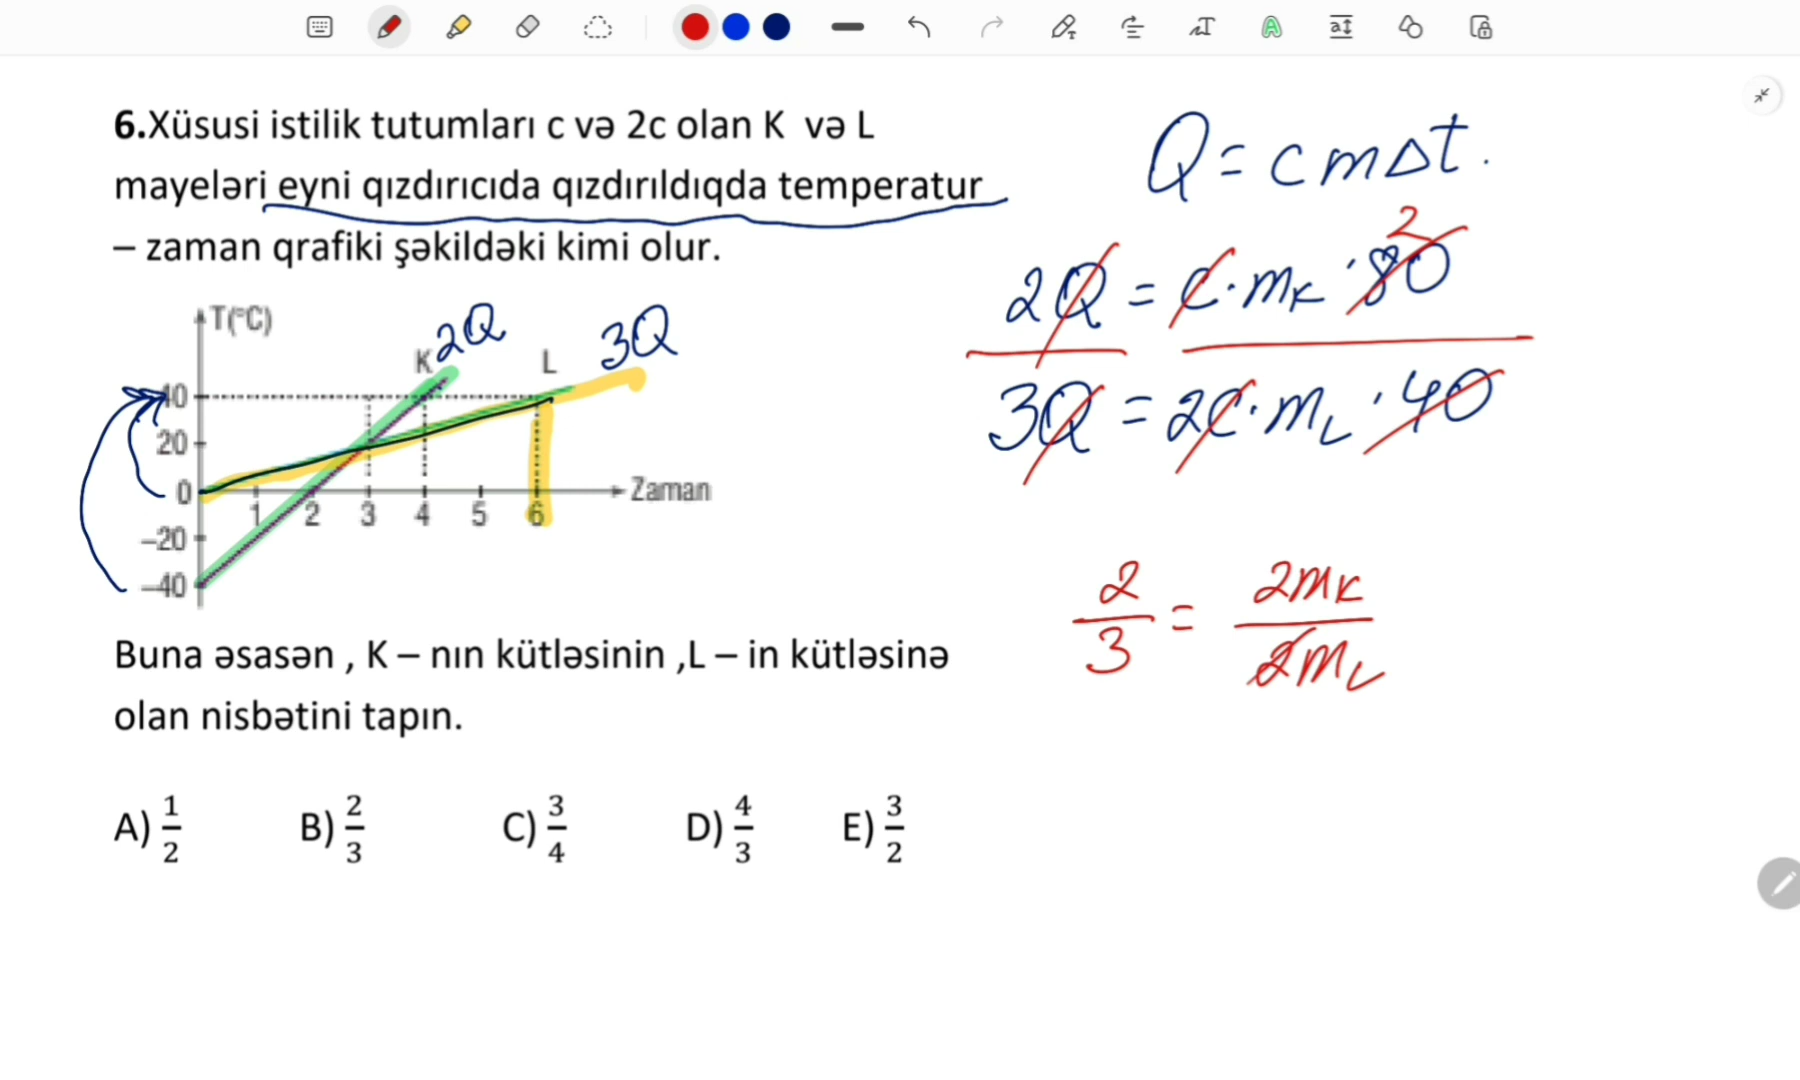 6.Xüsusi istilik tutumları c və 2c olan K və L
mayeləri eyni qızdırıcıda qızdırıldıqda temperatur
– zaman qrafiki şəkildəki kimi olur.
T(°C)
K
2Q
L
3Q
40
20
0
-20
-40
1 2 3 4 5 6
Zaman
Buna əsasən , K – nın kütləsinin ,L – in kütləsinə
olan nisbətini tapın.
A) 1/2 B) 2/3 C) 3/4 D) 4/3 E) 3/2
Q = cmΔt.
2
2Q = c·mK·80
3Q = 2c·mL·40
2/3 = 2mK/2mL